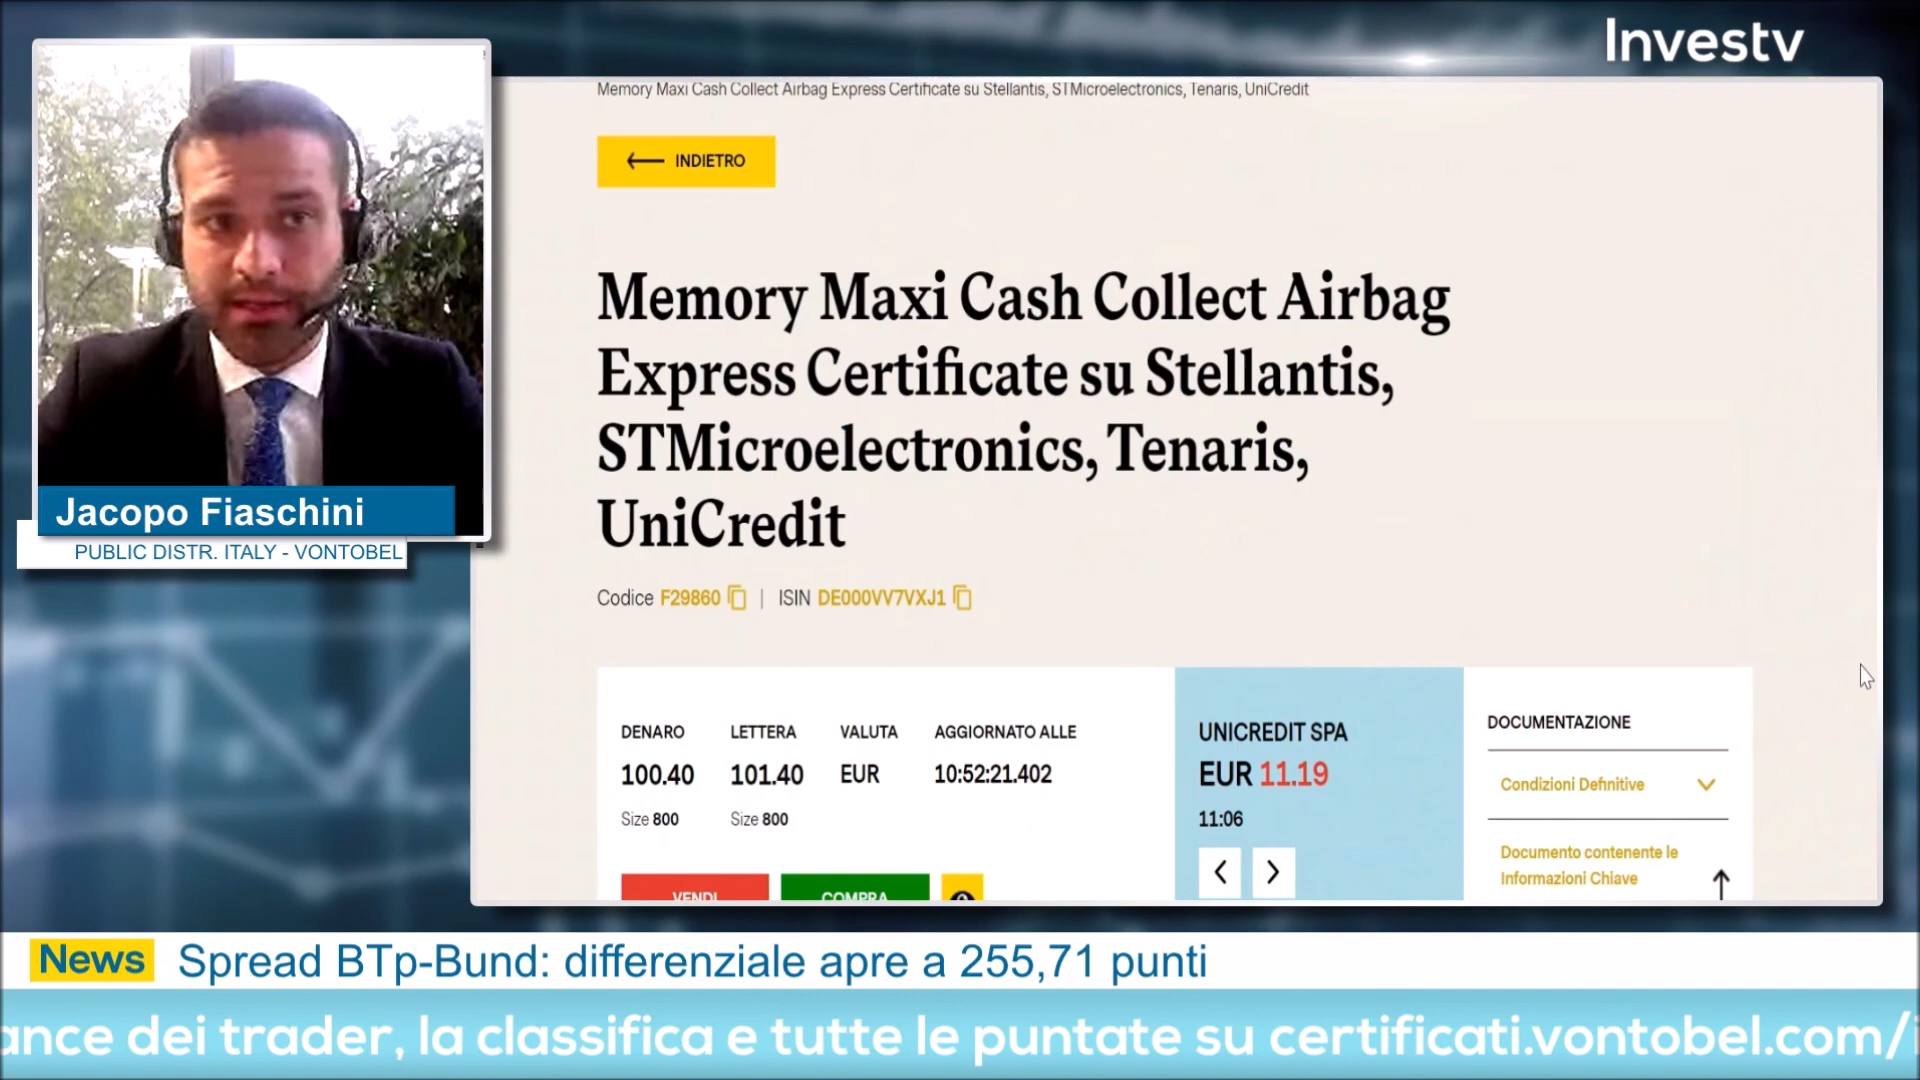 Investv
Memory Maxi Cash Collect Airbag Express Certificate su Stellantis, STMicroelectronics, Tenaris, UniCredit
INDIETRO
Memory Maxi Cash Collect Airbag
Express Certificate su Stellantis,
STMicroelectronics, Tenaris,
UniCredit
Codice F29860 | ISIN DE000VV7VXJ1
DENARO LETTERA VALUTA AGGIORNATO ALLE
100.40 101.40 EUR 10:52:21.402
Size 800 Size 800
VENDI COMPRA
UNICREDIT SPA
EUR 11.19
11:06
DOCUMENTAZIONE
Condizioni Definitive
Documento contenente le
Informazioni Chiave
Jacopo Fiaschini
PUBLIC DISTR. ITALY - VONTOBEL
News Spread BTp-Bund: differenziale apre a 255,71 punti
ance dei trader, la classifica e tutte le puntate su certificati.vontobel.com/i